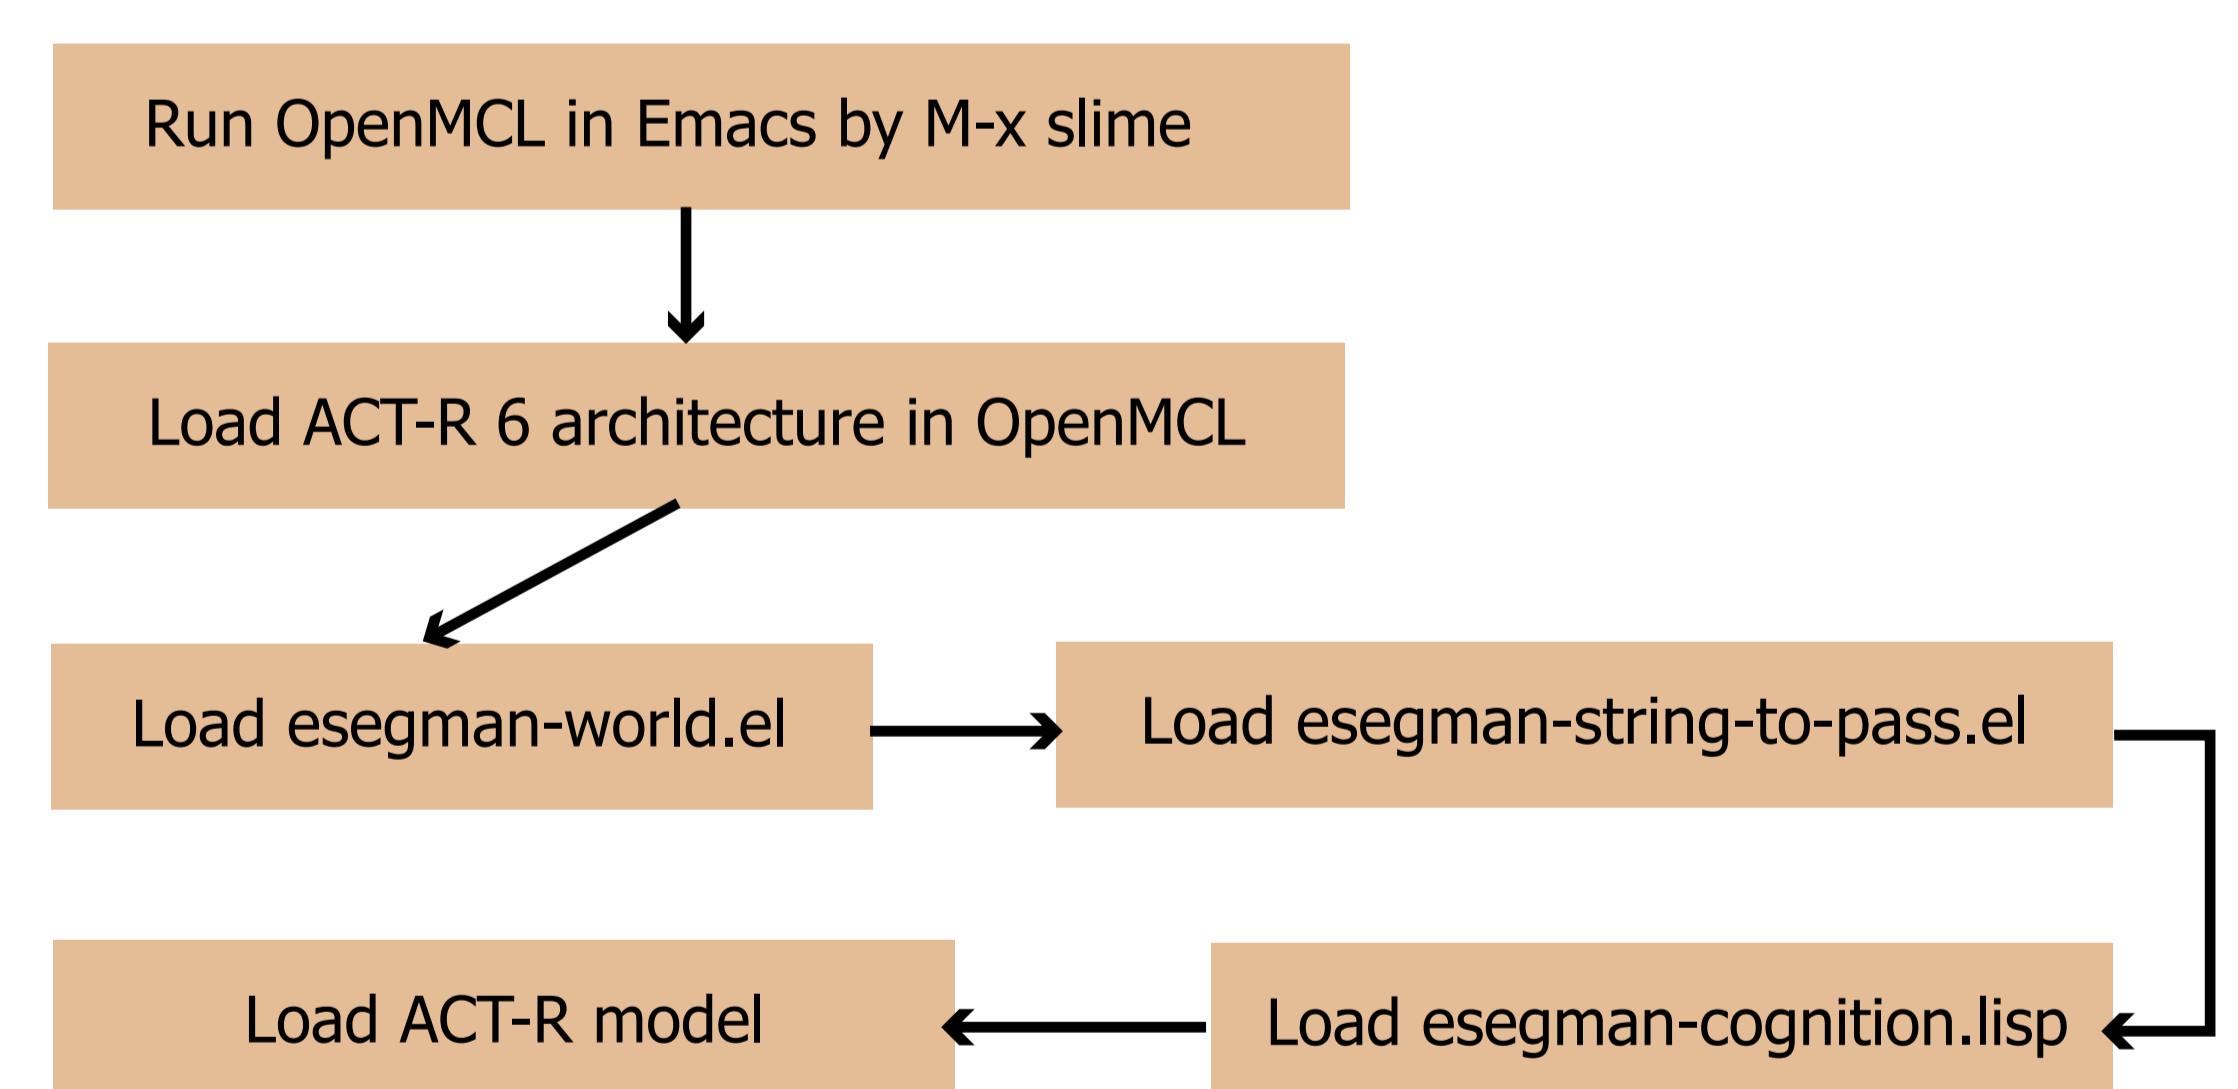 Run OpenMCL in Emacs by M-x slime
Load ACT-R 6 architecture in OpenMCL
Load esegman-world.el
Load esegman-string-to-pass.el
Load esegman-cognition.lisp
Load ACT-R model